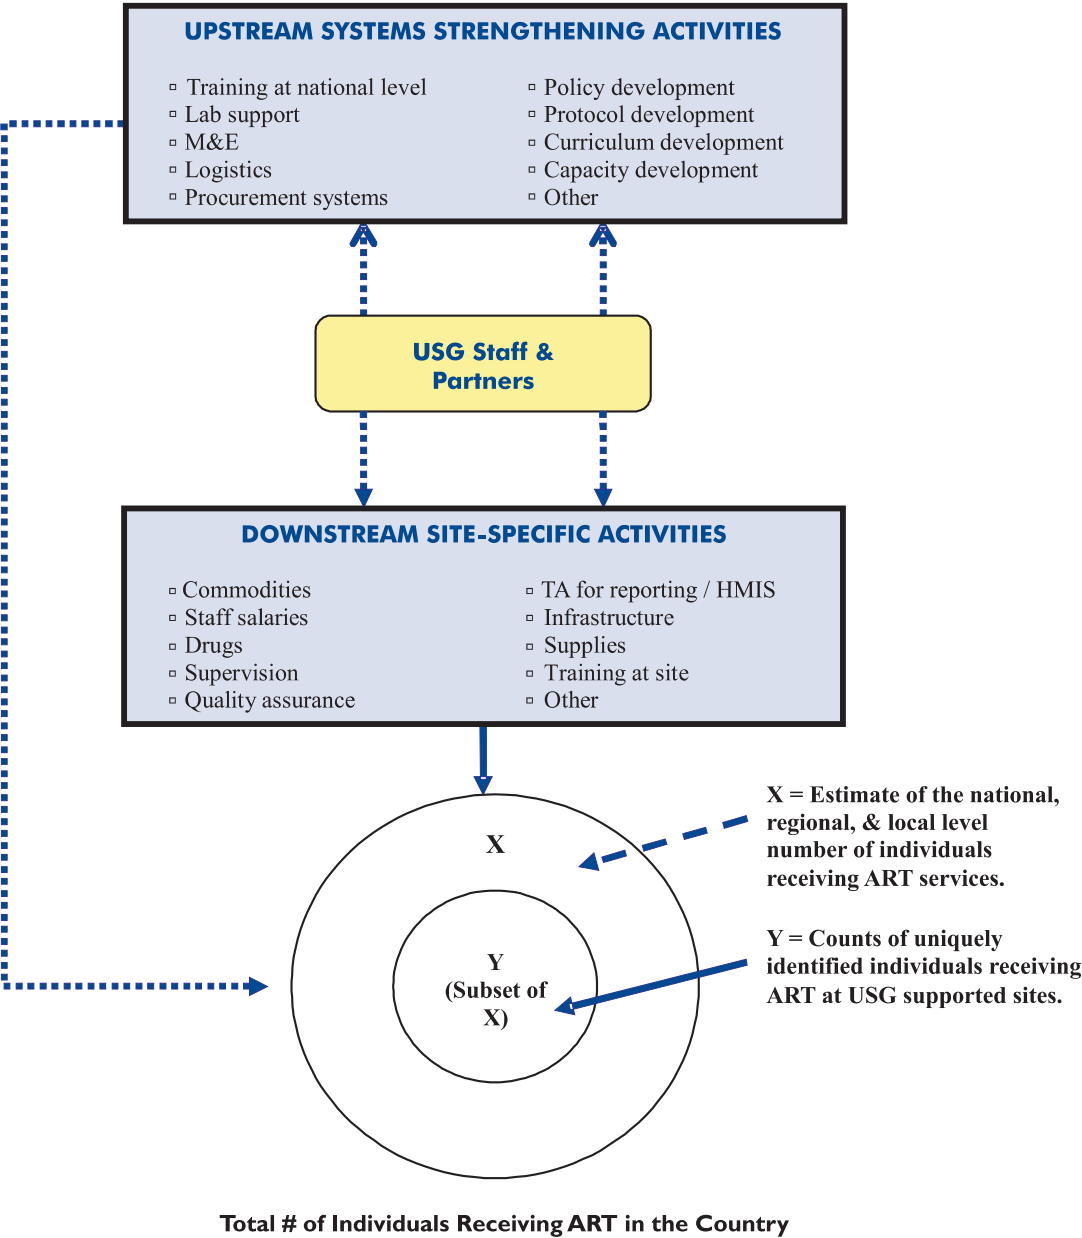 UPSTREAM SYSTEMS STRENGTHENING ACTIVITIES
Training at national level
Lab support
M&E
Logistics
Procurement systems
Policy development
Protocol development
Curriculum development
Capacity development
Other
USG Staff &
Partners
DOWNSTREAM SITE-SPECIFIC ACTIVITIES
Commodities
Staff salaries
Drugs
Supervision
Quality assurance
TA for reporting / HMIS
Infrastructure
Supplies
Training at site
Other
X
Y
(Subset of
X)
X = Estimate of the national,
regional, & local level
number of individuals
receiving ART services.
Y = Counts of uniquely
identified individuals receiving
ART at USG supported sites.
Total # of Individuals Receiving ART in the Country